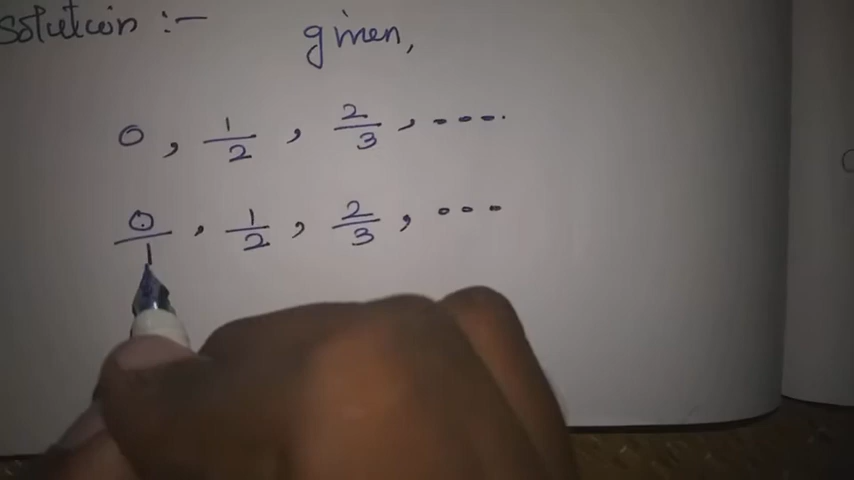 Solution :-
given,
0, 1/2, 2/3, ....
0/1, 1/2, 2/3, ...